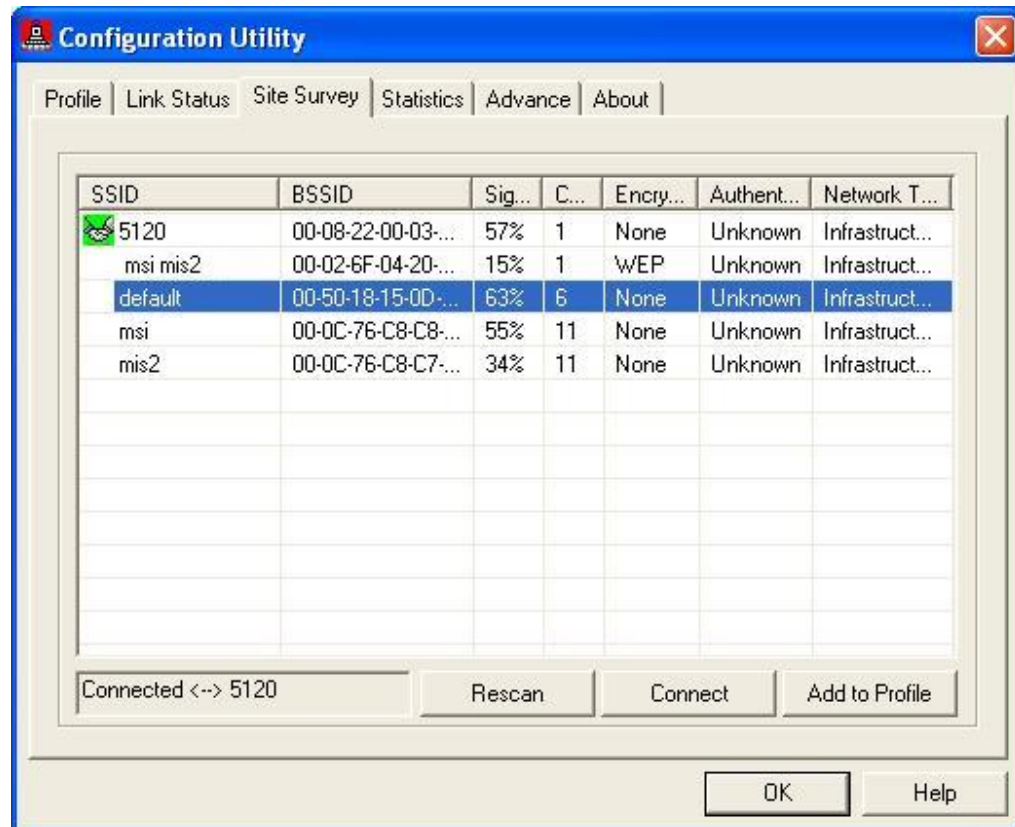 Configuration Utility
Profile Link Status Site Survey Statistics Advance About
SSID BSSID Sig... C... Encry... Authent... Network T...
5120 00-08-22-00-03-... 57% 1 None Unknown Infrastruct...
msi mis2 00-02-6F-04-20-... 15% 1 WEP Unknown Infrastruct...
default 00-50-18-15-0D-... 63% 6 None Unknown Infrastruct...
msi 00-0C-76-C8-C8-... 55% 11 None Unknown Infrastruct...
mis2 00-0C-76-C8-C7-... 34% 11 None Unknown Infrastruct...
Connected <--> 5120 Rescan Connect Add to Profile
OK Help